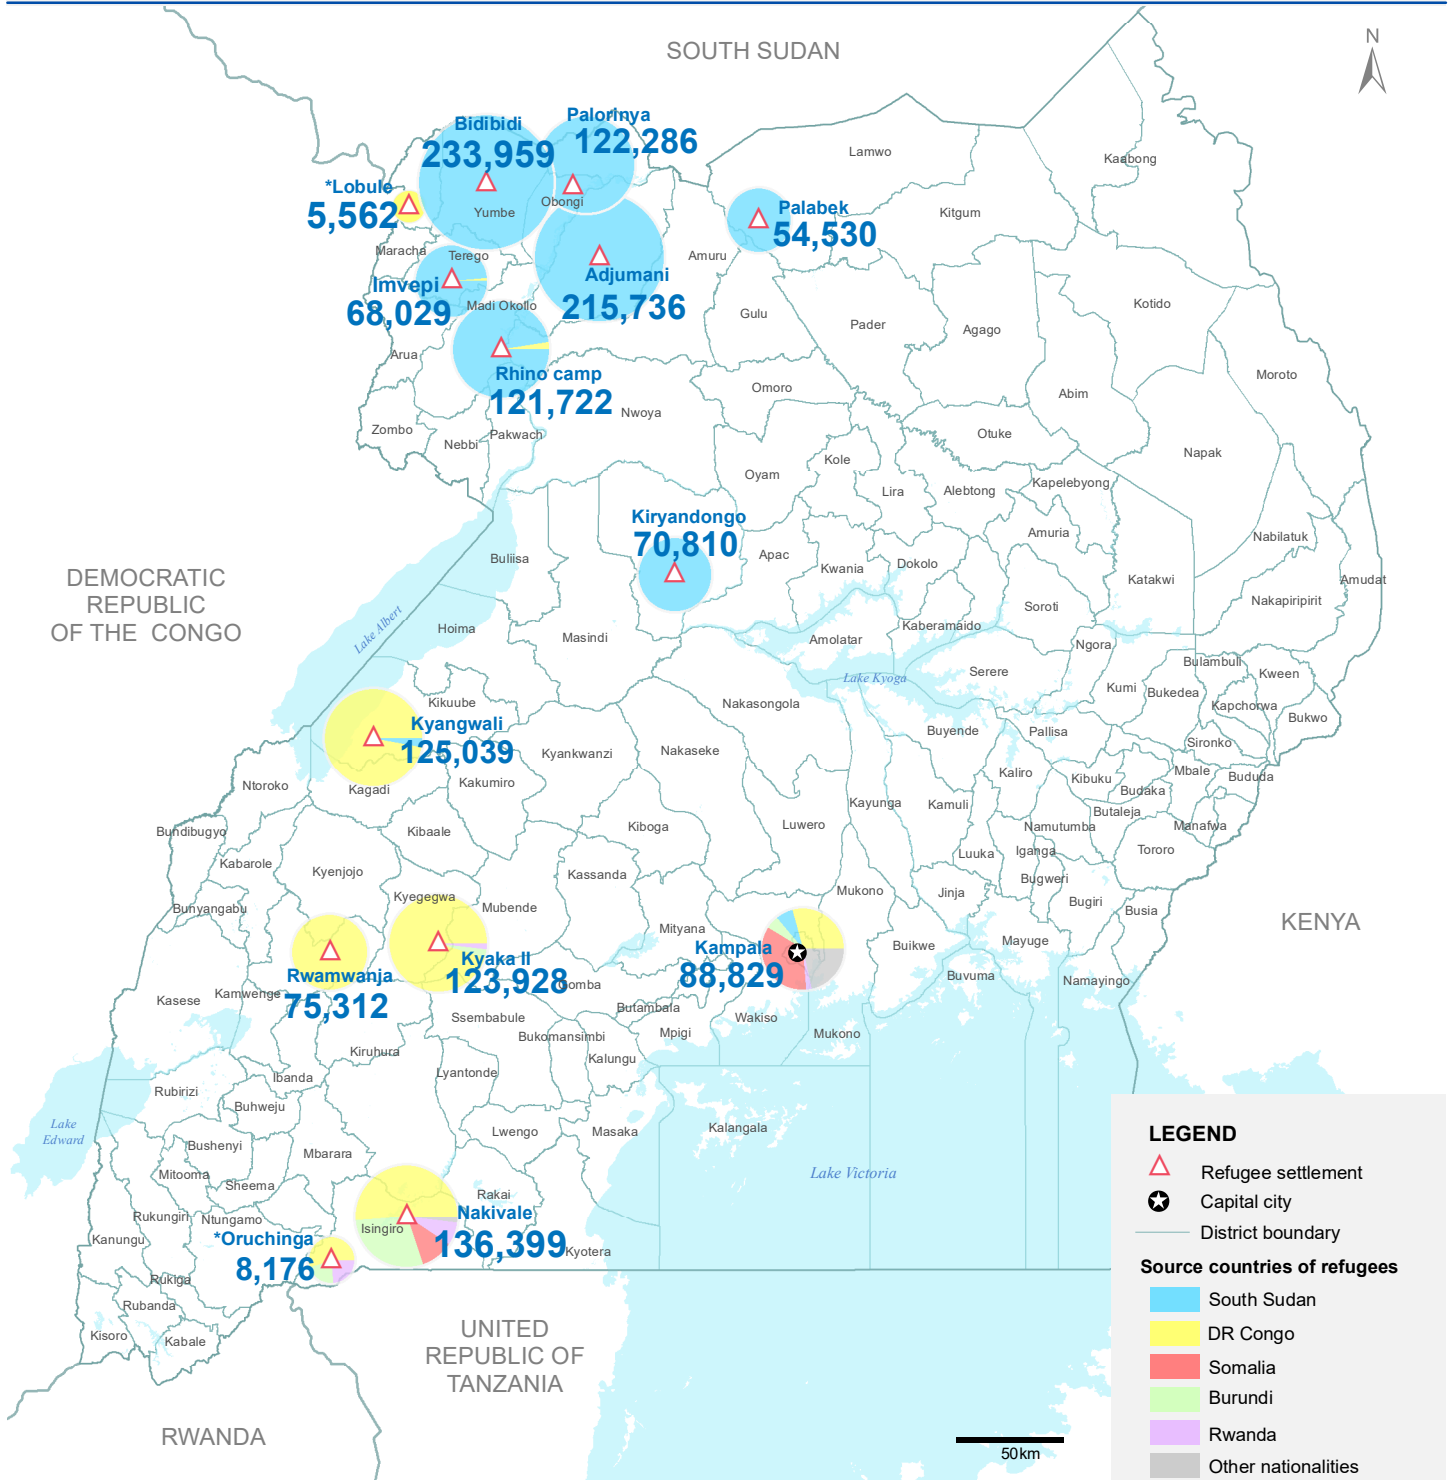 SOUTH SUDAN
N
Bidibidi
233,959
Palorinya
122,286
Lamwo
Kaabong
*Lobule
5,562
Yumbe
Obongi
Palabek
54,530
Kitgum
Maracha
Terego
Amuru
Imvepi
68,029
Adjumani
215,736
Madi Okollo
Gulu
Pader
Agago
Kotido
Arua
Rhino camp
121,722
Nwoya
Omoro
Abim
Moroto
Zombo
Nebbi
Pakwach
Otuke
Napak
Oyam
Kole
Lira
Alebtong
Kapelebyong
Kiryandongo
70,810
Amuria
Nabilatuk
Buliisa
Apac
Kwania
Dokolo
Katakwi
Amudat
Nakapiripirit
DEMOCRATIC
REPUBLIC
OF THE CONGO
Lake Albert
Hoima
Masindi
Amolatar
Kaberamaido
Soroti
Ngora
Lake Kyoga
Serere
Bulambuli
Kween
Kumi
Bukedea
Kapchorwa
Bukwo
Kikuube
Kyangwali
125,039
Nakasongola
Buyende
Pallisa
Sironko
Kyankwanzi
Nakaseke
Ntoroko
Kagadi
Kakumiro
Kaliro
Kibuku
Mbale
Bududa
Budaka
Kayunga
Kamuli
Butaleja
Bundibugyo
Kibaale
Kiboga
Luwero
Namutumba
Manafwa
Kabarole
Kyenjojo
Kassanda
Luuka
Iganga
Tororo
Bugweri
Kyegegwa
Mubende
Mukono
Jinja
Bugiri
Busia
Bunyangabu
Mityana
Kampala
88,829
Buikwe
Mayuge
KENYA
Rwamwanja
75,312
Kyaka II
123,928
Gomba
Buvuma
Namayingo
Kasese
Kamwenge
Ssembabule
Butambala
Wakiso
Bukomansimbi
Mpigi
Mukono
Kiruhura
Kalungu
Lyantonde
Ibanda
Rubirizi
Buhweju
Lake
Edward
Lwengo
Masaka
Kalangala
Bushenyi
Mbarara
Mitooma
Sheema
Lake Victoria
Rakai
Nakivale
136,399
Rukungiri
Ntungamo
Isingiro
Kanungu
*Oruchinga
8,176
Kyotera
Rukiga
Rubanda
Kisoro
Kabale
UNITED
REPUBLIC OF
TANZANIA
RWANDA
50km
LEGEND
Refugee settlement
Capital city
District boundary
Source countries of refugees
South Sudan
DR Congo
Somalia
Burundi
Rwanda
Other nationalities